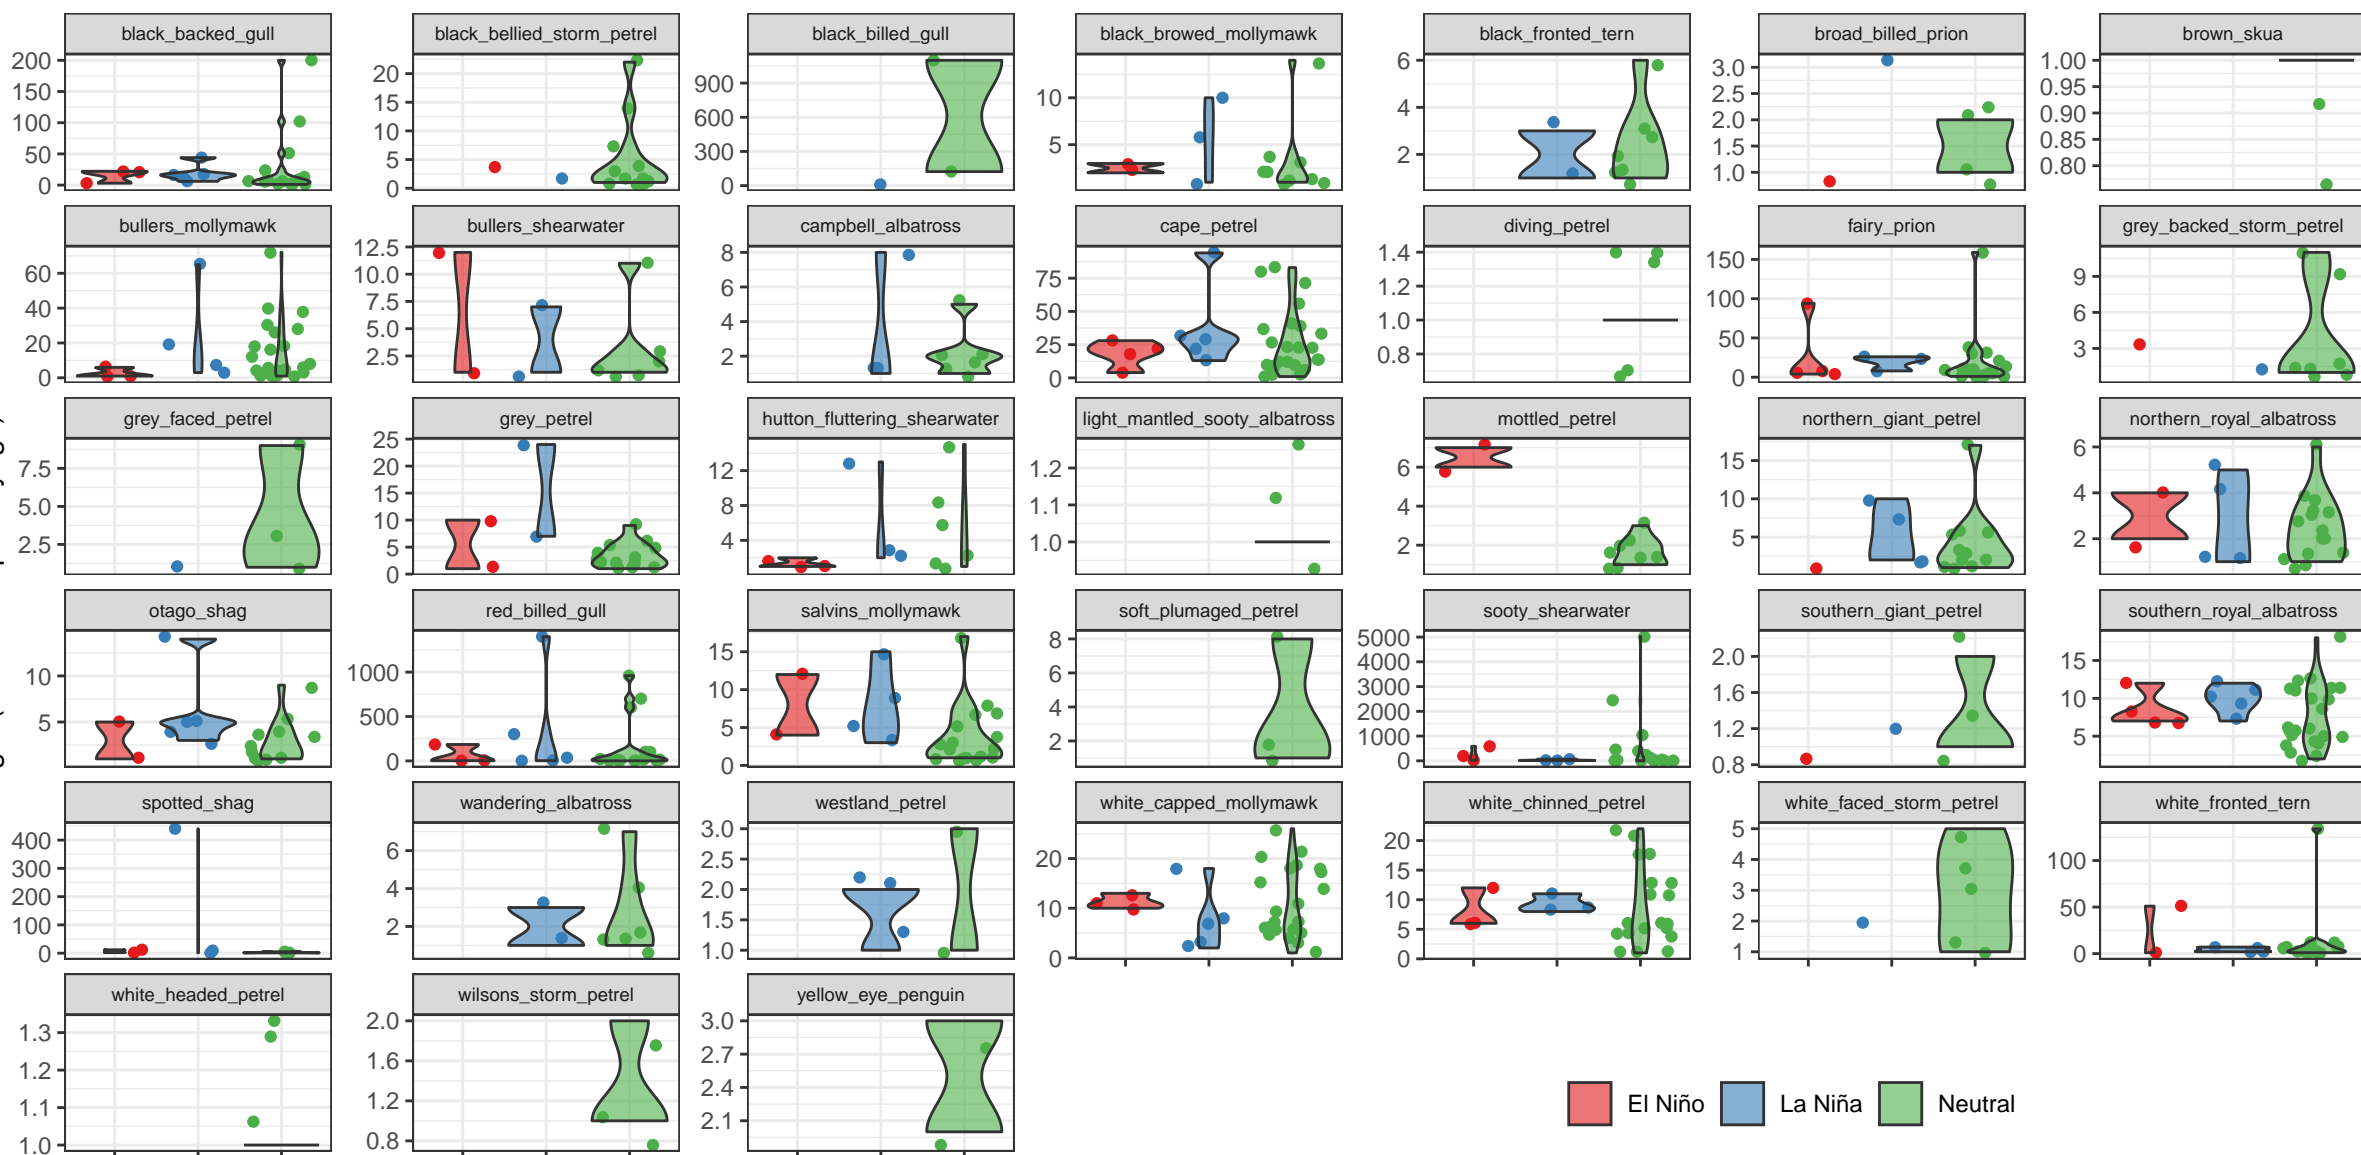 black_backed_gull black_bellied_storm_petrel black_billed_gull black_browed_mollymawk black_fronted_tern broad_billed_prion brown_skua
200 150 100 50 0
20 15 10 5 0
900 600 300 0
10 5
6 4 2
3.0 2.5 2.0 1.5 1.0
1.00 0.95 0.90 0.85 0.80
bullers_mollymawk bullers_shearwater campbell_albatross cape_petrel diving_petrel fairy_prion grey_backed_storm_petrel
60 40 20 0
12.5 10.0 7.5 5.0 2.5
8 6 4 2
75 50 25 0
1.4 1.2 1.0 0.8
150 100 50 0
9 6 3
grey_faced_petrel grey_petrel hutton_fluttering_shearwater light_mantled_sooty_albatross mottled_petrel northern_giant_petrel northern_royal_albatross
7.5 5.0 2.5
25 20 15 10 5 0
12 8 4
1.2 1.1 1.0
6 4 2
15 10 5
6 4 2
otago_shag red_billed_gull salvins_mollymawk soft_plumaged_petrel sooty_shearwater southern_giant_petrel southern_royal_albatross
10 5
1000 500 0
15 10 5 0
8 6 4 2
5000 4000 3000 2000 1000 0
2.0 1.6 1.2 0.8
15 10 5
spotted_shag wandering_albatross westland_petrel white_capped_mollymawk white_chinned_petrel white_faced_storm_petrel white_fronted_tern
400 300 200 100 0
6 4 2
3.0 2.5 2.0 1.5 1.0
20 10 0
20 15 10 5 0
5 4 3 2 1
100 50 0
white_headed_petrel wilsons_storm_petrel yellow_eye_penguin
1.3 1.2 1.1 1.0
2.0 1.6 1.2 0.8
3.0 2.7 2.4 2.1
El Niño La Niña Neutral